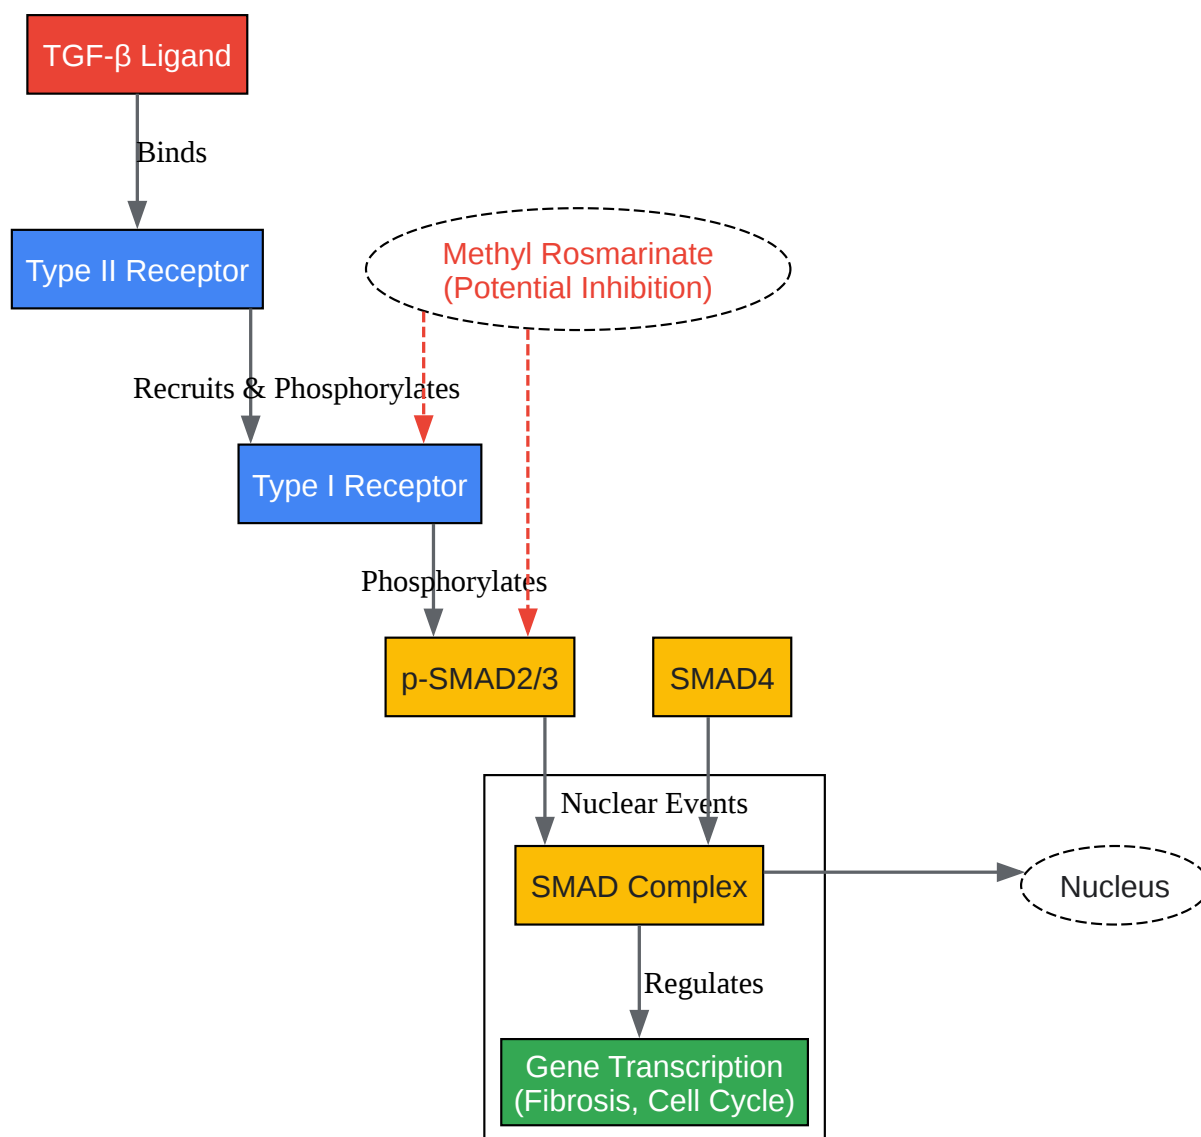 TGF-β Ligand
Binds
Type II Receptor
Methyl Rosmarinate
(Potential Inhibition)
Recruits & Phosphorylates
Type I Receptor
Phosphorylates
p-SMAD2/3
SMAD4
Nuclear Events
SMAD Complex
Nucleus
Regulates
Gene Transcription
(Fibrosis, Cell Cycle)